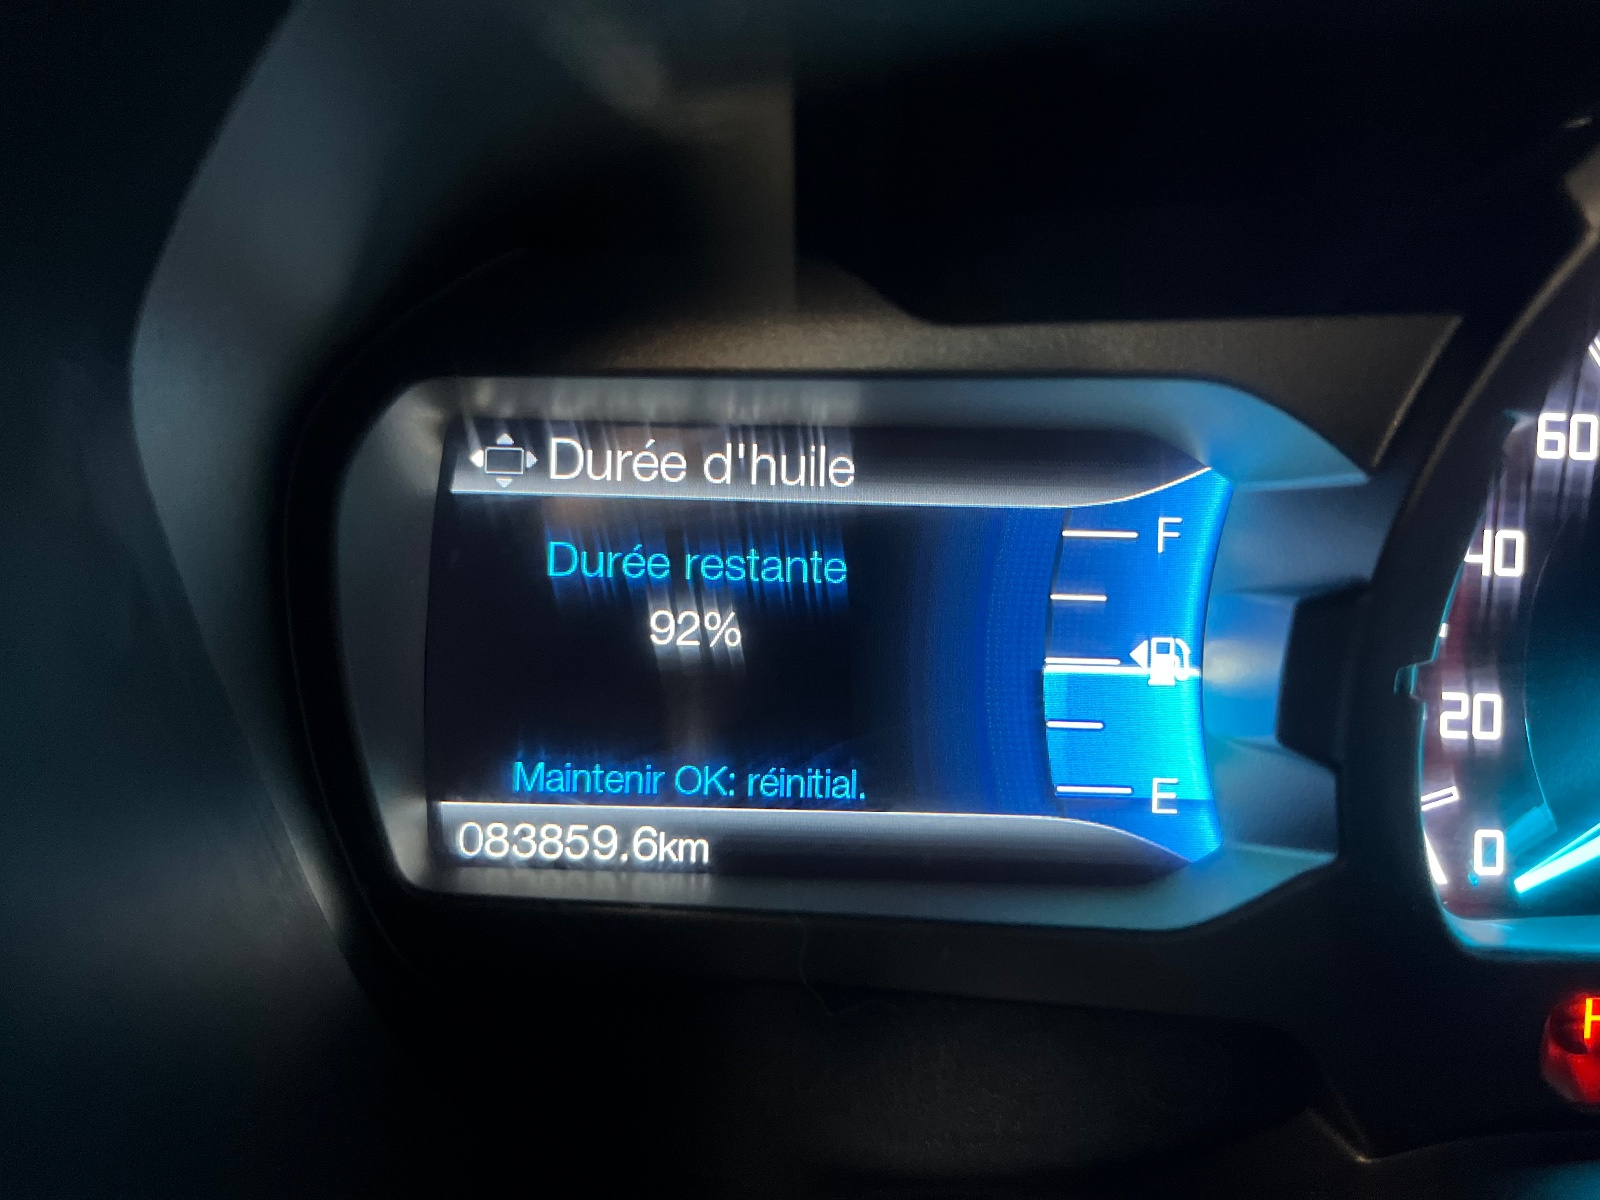 Durée d'huile
Durée restante
92%
Maintenir OK: réinitial.
083859.6km
F
E
60
40
20
0